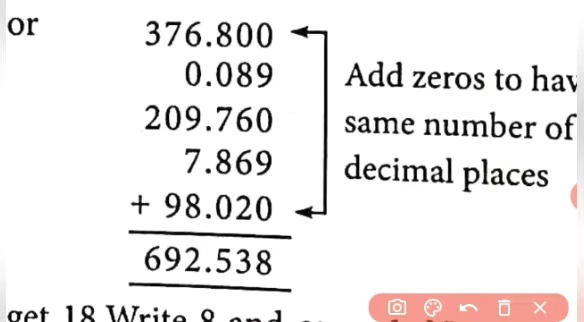 or
376.800
0.089
209.760
7.869
+ 98.020
692.538
Add zeros to hav
same number of
decimal places
get 18 Write 8 and